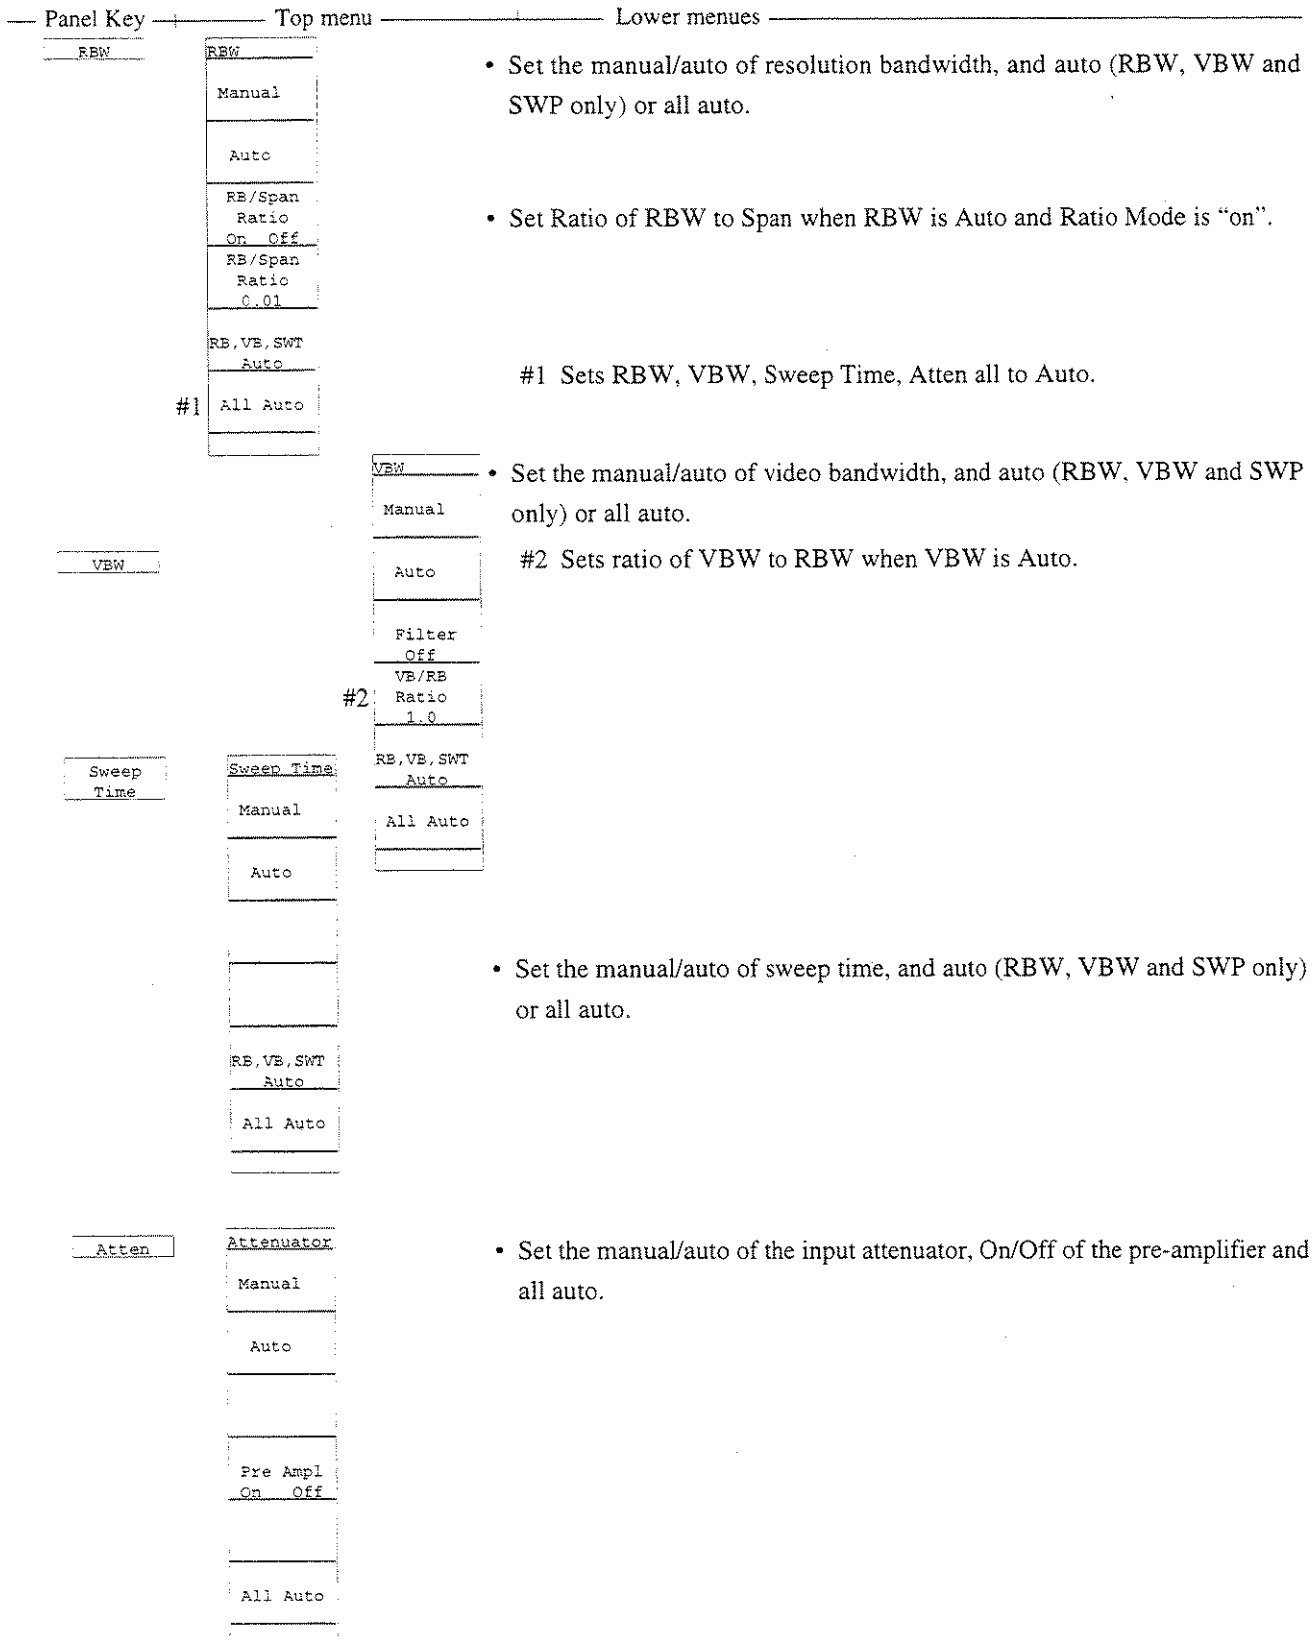 Panel Key Top menu Lower menues
RBW
RBW
Manual
Auto
RB/Span
Ratio
On Off
RB/Span
Ratio
0.01
RB,VB,SWT
Auto
#1 All Auto
• Set the manual/auto of resolution bandwidth, and auto (RBW, VBW and
SWP only) or all auto.
• Set Ratio of RBW to Span when RBW is Auto and Ratio Mode is “on”.
#1 Sets RBW, VBW, Sweep Time, Atten all to Auto.
VBW
VBW
Manual
Auto
Filter
Off
#2 VB/RB
Ratio
1.0
RB,VB,SWT
Auto
All Auto
• Set the manual/auto of video bandwidth, and auto (RBW, VBW and SWP
only) or all auto.
#2 Sets ratio of VBW to RBW when VBW is Auto.
Sweep
Time
Sweep Time
Manual
Auto
RB,VB,SWT
Auto
All Auto
• Set the manual/auto of sweep time, and auto (RBW, VBW and SWP only)
or all auto.
Atten
Attenuator
Manual
Auto
Pre Ampl
On Off
All Auto
• Set the manual/auto of the input attenuator, On/Off of the pre-amplifier and
all auto.